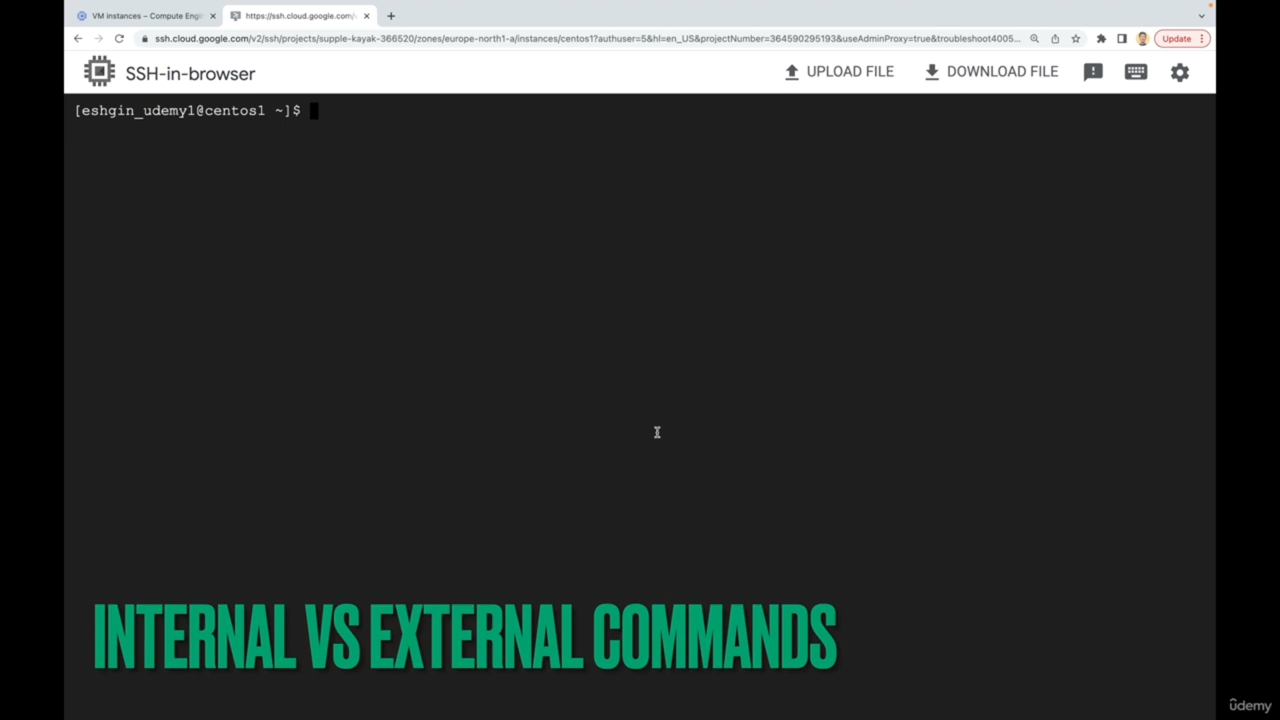 VM instances – Compute Engi
https://ssh.cloud.google.com/v
ssh.cloud.google.com/v2/ssh/projects/supple-kayak-366520/zones/europe-north1-a/instances/centos1?authuser=5&hl=en_US&projectNumber=364590295193&useAdminProxy=true&troubleshoot4005...
Update
SSH-in-browser
UPLOAD FILE
DOWNLOAD FILE
[eshgin_udemy1@centos1 ~]$
INTERNAL VS EXTERNAL COMMANDS
ûdemy